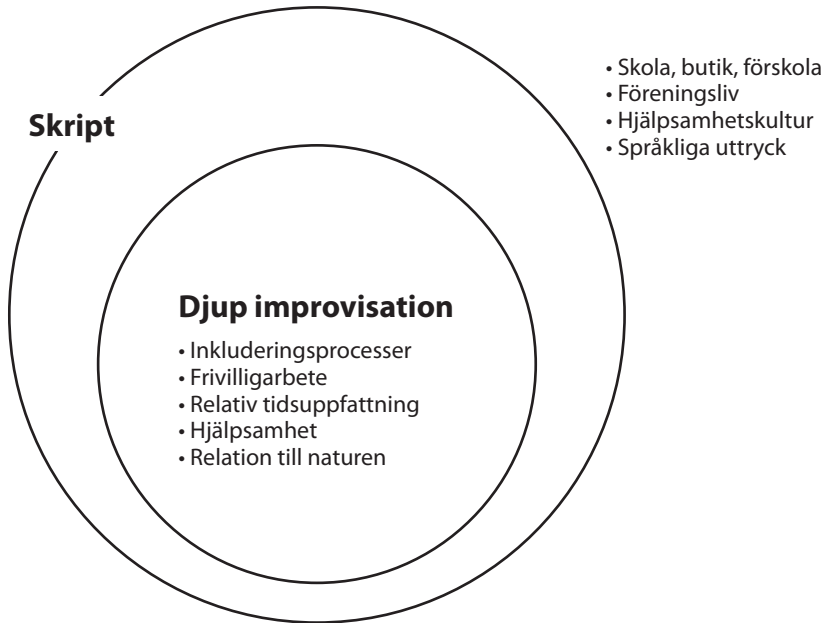 • Skola, butik, förskola
• Föreningsliv
• Hjälpsamhetskultur
• Språkliga uttryck
Skript
Djup improvisation
• Inkluderingsprocesser
• Frivilligarbete
• Relativ tidsuppfattning
• Hjälpsamhet
• Relation till naturen